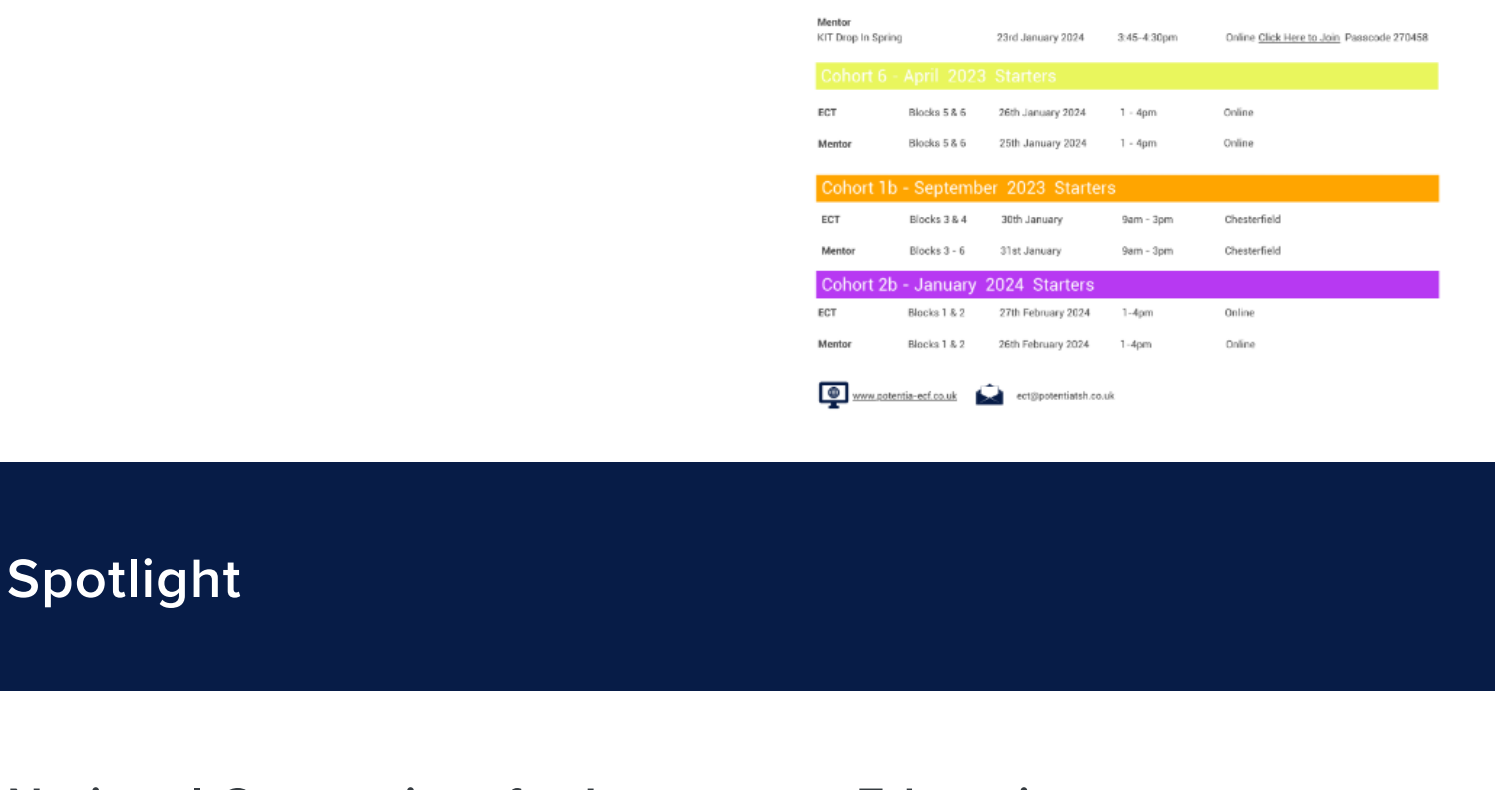 Mentor
KIT Drop In Spring 23rd January 2024 3:45-4:30pm Online Click Here to Join Passcode 270458
Cohort 6 - April 2023 Starters
ECT Blocks 5 & 6 26th January 2024 1 - 4pm Online
Mentor Blocks 5 & 6 25th January 2024 1 - 4pm Online
Cohort 1b - September 2023 Starters
ECT Blocks 3 & 4 30th January 9am - 3pm Chesterfield
Mentor Blocks 3 - 6 31st January 9am - 3pm Chesterfield
Cohort 2b - January 2024 Starters
ECT Blocks 1 & 2 27th February 2024 1-4pm Online
Mentor Blocks 1 & 2 26th February 2024 1-4pm Online
www.potentia-ecf.co.uk ect@potentiatsh.co.uk
Spotlight